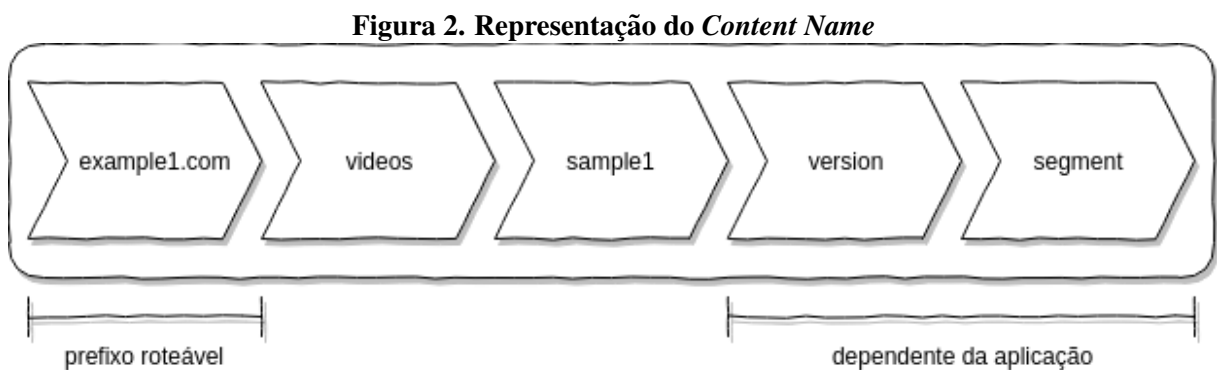 Figura 2. Representação do Content Name
example1.com
videos
sample1
version
segment
prefixo roteável
dependente da aplicação